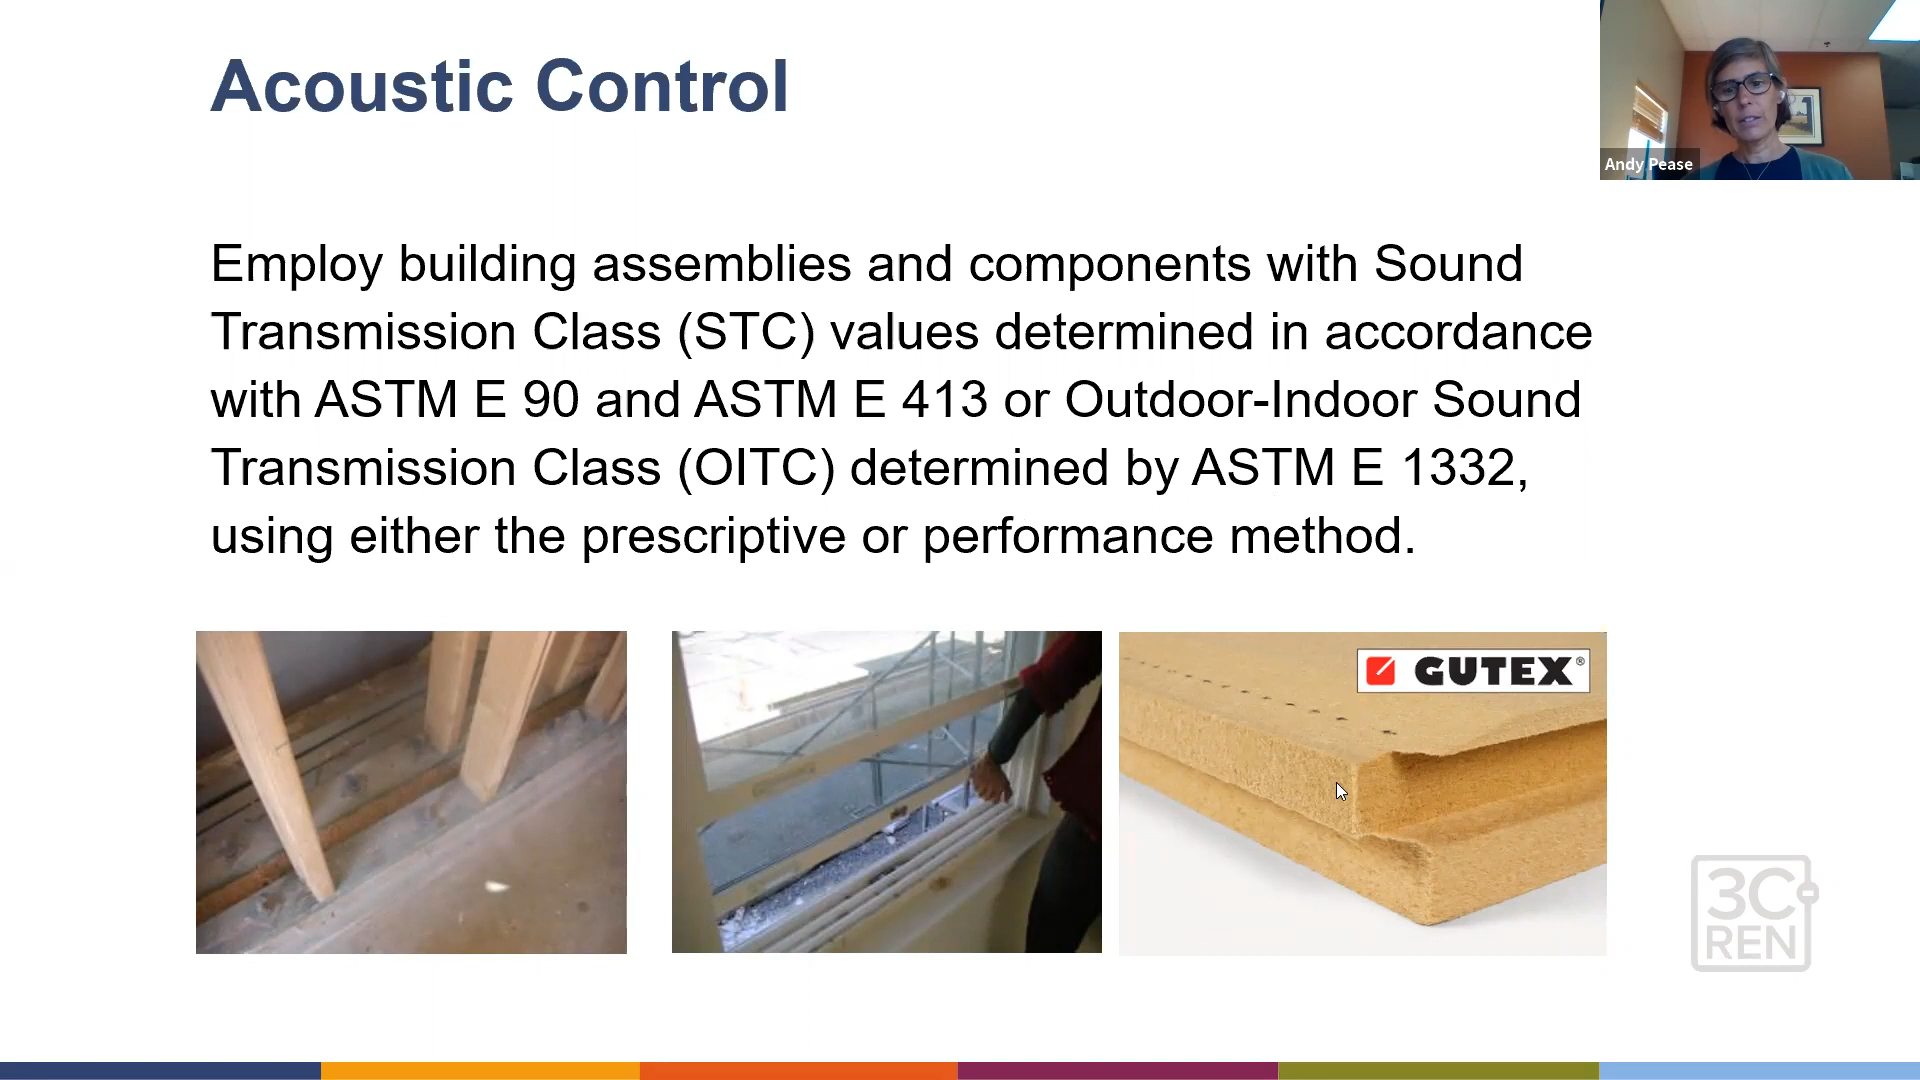 Acoustic Control
Andy Pease
Employ building assemblies and components with Sound
Transmission Class (STC) values determined in accordance
with ASTM E 90 and ASTM E 413 or Outdoor-Indoor Sound
Transmission Class (OITC) determined by ASTM E 1332,
using either the prescriptive or performance method.
GUTEX®
3C
REN